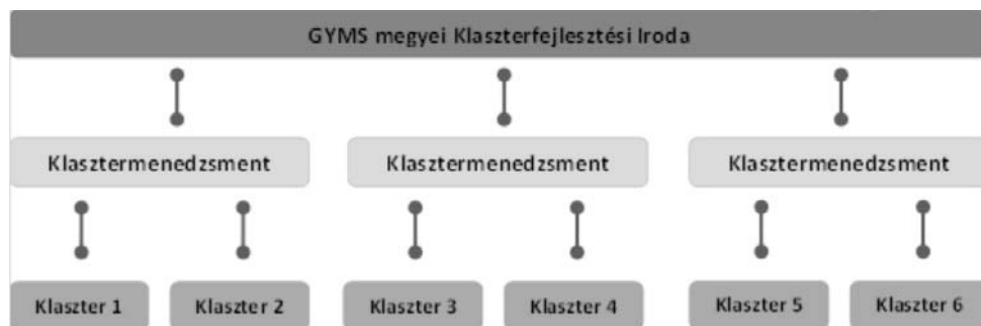 GYMS megyei Klaszterfejlesztési Iroda
Klasztermenedzsment
Klasztermenedzsment
Klasztermenedzsment
Klaszter 1
Klaszter 2
Klaszter 3
Klaszter 4
Klaszter 5
Klaszter 6